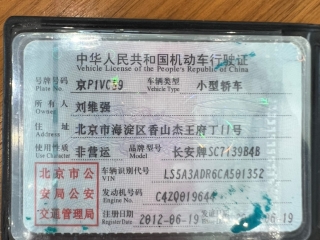 中华人民共和国机动车行驶证
Vehicle License of the People's Republic of China
号牌号码 京P1VC39 车辆类型 小型轿车
Plate No. Vehicle Type
所有人 刘维强
Owner
住址 北京市海淀区香山杰王府丁11号
Address
使用性质 非营运 品牌型号 长安牌SC7139B4B
Use Character Model
北京市公安局公安交通管理局
车辆识别代号 LS5A3ADR6CA501352
VIN
发动机号码 C4ZQ01964
Engine No.
注册日期 2012-06-19 发证日期 -19
Register Date